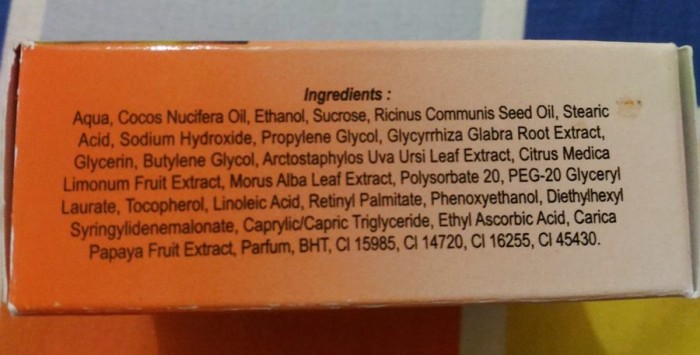 Ingredients :
Aqua, Cocos Nucifera Oil, Ethanol, Sucrose, Ricinus Communis Seed Oil, Stearic
Acid, Sodium Hydroxide, Propylene Glycol, Glycyrrhiza Glabra Root Extract,
Glycerin, Butylene Glycol, Arctostaphylos Uva Ursi Leaf Extract, Citrus Medica
Limonum Fruit Extract, Morus Alba Leaf Extract, Polysorbate 20, PEG-20 Glyceryl
Laurate, Tocopherol, Linoleic Acid, Retinyl Palmitate, Phenoxyethanol, Diethylhexyl
Syringylidenemalonate, Caprylic/Capric Triglyceride, Ethyl Ascorbic Acid, Carica
Papaya Fruit Extract, Parfum, BHT, CI 15985, CI 14720, CI 16255, CI 45430.